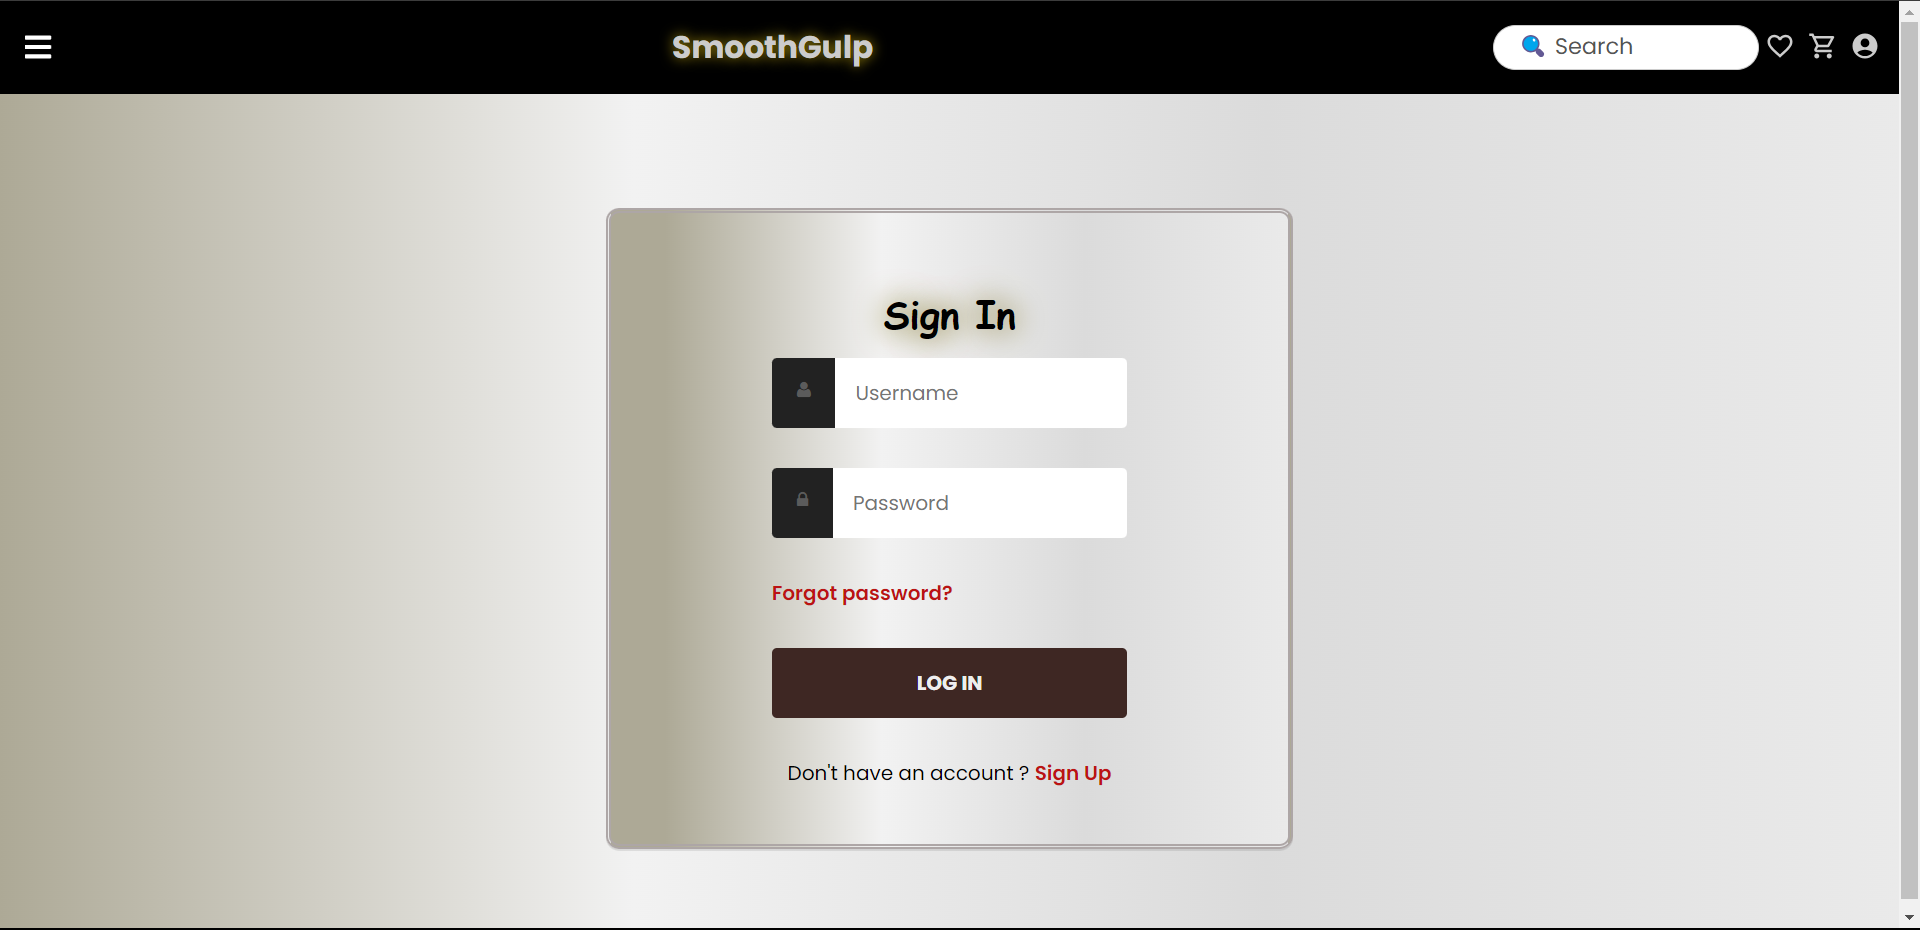 SmoothGulp
Search
Sign In
Username
Password
Forgot password?
LOG IN
Don't have an account ? Sign Up